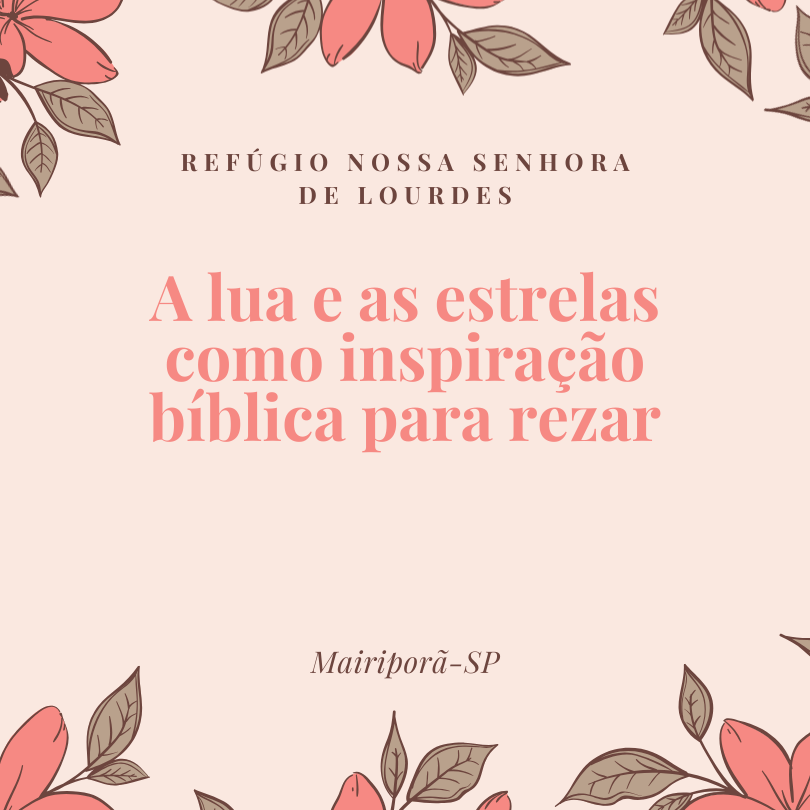 REFÚGIO NOSSA SENHORA
DE LOURDES
A lua e as estrelas
como inspiração
bíblica para rezar
Mairiporã-SP